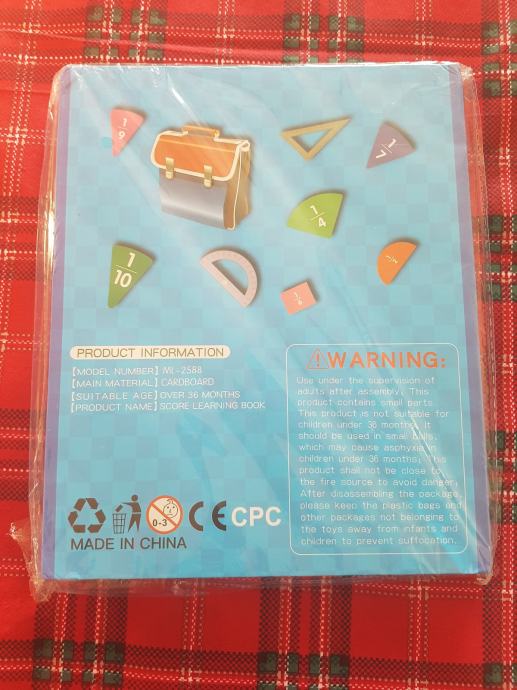 1
9
1
7
1
4
1
10
PRODUCT INFORMATION
【MODEL NUMBER】 NL-2588
【MAIN MATERIAL】 CARDBOARD
【SUITABLE AGE】 OVER 36 MONTHS
【PRODUCT NAME】 SCORE LEARNING BOOK
WARNING:
Use under the supervision of
adults after assembly. This
product contains small parts.
This product is not suitable for
children under 36 months. It
should be used in small balls,
which may cause asphyxia in
children under 36 months; This
product shall not be close to
the fire source to avoid danger,
After disassembling the package,
please keep the plastic bags and
other packages not belonging to
the toys away from infants and
children to prevent suffocation.
0-3
CE
CPC
MADE IN CHINA